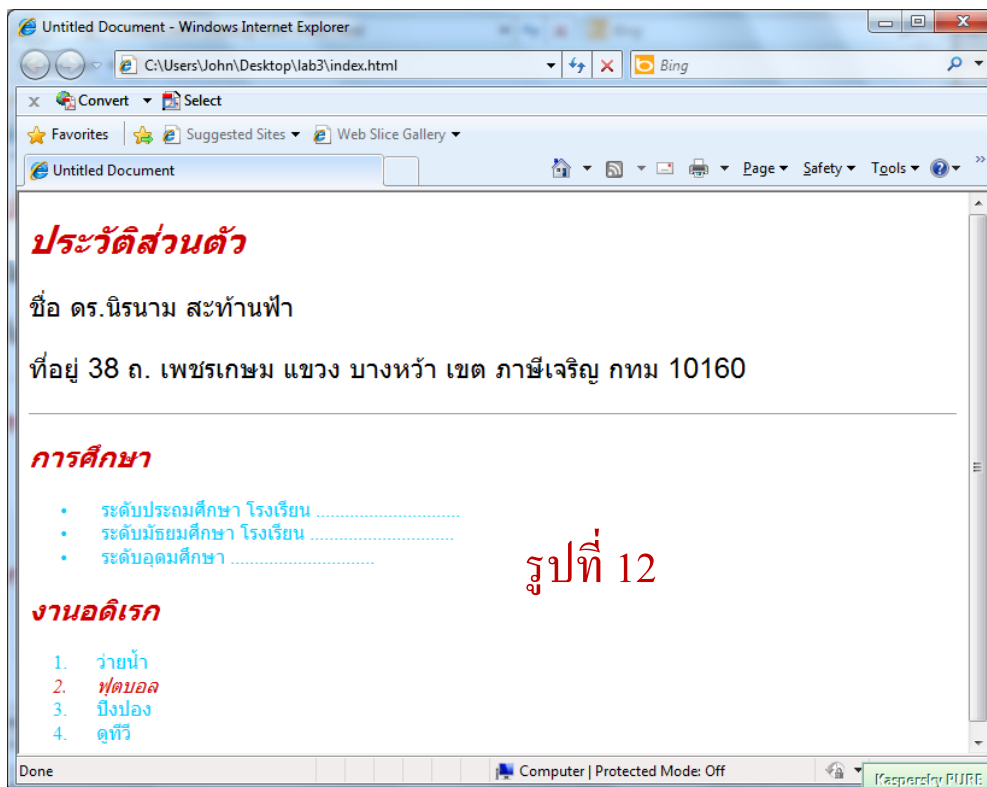 Untitled Document - Windows Internet Explorer
C:\Users\John\Desktop\lab3\index.html
Bing
x Convert Select
Favorites Suggested Sites Web Slice Gallery
Untitled Document
Page Safety Tools
ประวัติส่วนตัว
ชื่อ ดร.นิรนาม สะท้านฟ้า
ที่อยู่ 38 ถ. เพชรเกษม แขวง บางหว้า เขต ภาษีเจริญ กทม 10160
การศึกษา
• ระดับประถมศึกษา โรงเรียน ..............................
• ระดับมัธยมศึกษา โรงเรียน ..............................
• ระดับอุดมศึกษา ..............................
รูปที่ 12
งานอดิเรก
1. ว่ายน้ำ
2. ฟุตบอล
3. ปิงปอง
4. ดูทีวี
Done
Computer | Protected Mode: Off
Kaspersky PURE